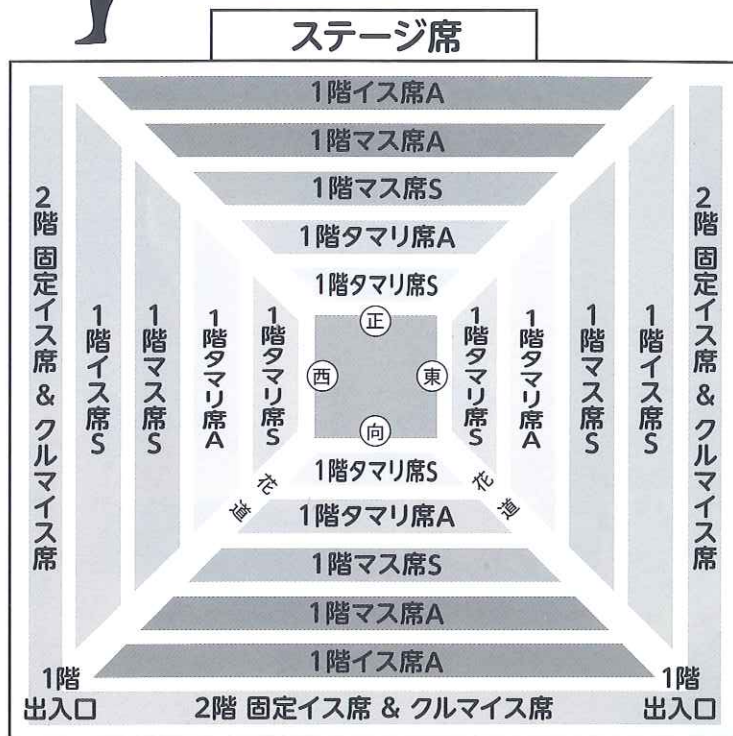 ステージ席
1階イス席A
1階マス席A
1階マス席S
1階タマリ席A
1階タマリ席S
2階 固定イス席 & クルマイス席
1階イス席S
1階マス席S
1階タマリ席A
1階タマリ席S
正
西
東
向
1階タマリ席S
1階タマリ席A
1階マス席S
1階イス席S
2階 固定イス席 & クルマイス席
花道
花道
1階タマリ席S
1階タマリ席A
1階マス席S
1階マス席A
1階イス席A
1階
出入口
2階 固定イス席 & クルマイス席
1階
出入口